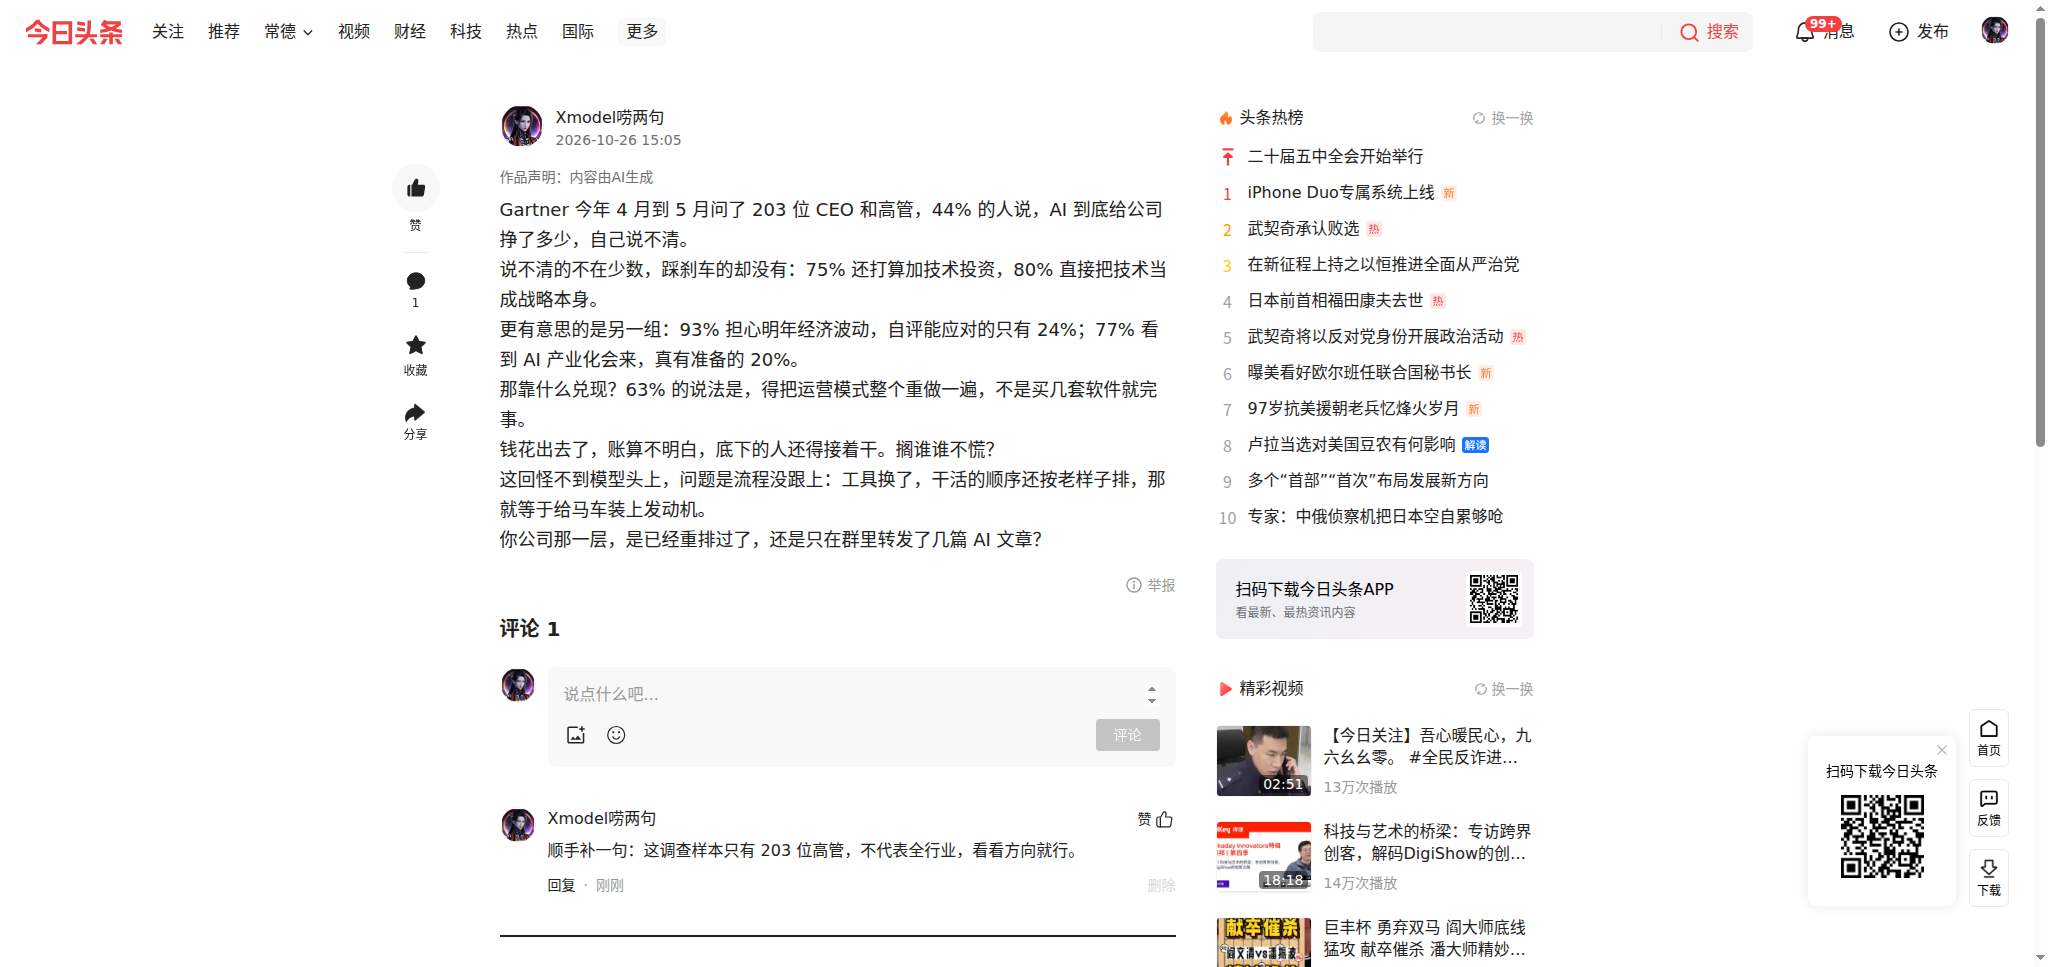 今日头条
关注
推荐
常德
视频
财经
科技
热点
国际
更多
搜索
99+
消息
发布
Xmodel唠两句
2026-10-26 15:05
作品声明：内容由AI生成
Gartner 今年 4 月到 5 月问了 203 位 CEO 和高管，44% 的人说，AI 到底给公司
挣了多少，自己说不清。
说不清的不在少数，踩刹车的却没有：75% 还打算加技术投资，80% 直接把技术当
成战略本身。
更有意思的是另一组：93% 担心明年经济波动，自评能应对的只有 24%；77% 看
到 AI 产业化会来，真有准备的 20%。
那靠什么兑现？63% 的说法是，得把运营模式整个重做一遍，不是买几套软件就完
事。
钱花出去了，账算不明白，底下的人还得接着干。搁谁谁不慌？
这回怪不到模型头上，问题是流程没跟上：工具换了，干活的顺序还按老样子排，那
就等于给马车装上发动机。
你公司那一层，是已经重排过了，还是只在群里转发了几篇 AI 文章？
赞
1
收藏
分享
举报
评论 1
说点什么吧...
评论
Xmodel唠两句
赞
顺手补一句：这调查样本只有 203 位高管，不代表全行业，看看方向就行。
回复 · 刚刚
删除
头条热榜
换一换
二十届五中全会开始举行
1 iPhone Duo专属系统上线 新
2 武契奇承认败选 热
3 在新征程上持之以恒推进全面从严治党
4 日本前首相福田康夫去世 热
5 武契奇将以反对党身份开展政治活动 热
6 曝美看好欧尔班任联合国秘书长 新
7 97岁抗美援朝老兵忆烽火岁月 新
8 卢拉当选对美国豆农有何影响 解读
9 多个“首部”“首次”布局发展新方向
10 专家：中俄侦察机把日本空自累够呛
扫码下载今日头条APP
看最新、最热资讯内容
精彩视频
换一换
02:51
【今日关注】吾心暖民心，九
六幺幺零。 #全民反诈进...
13万次播放
18:18
科技与艺术的桥梁：专访跨界
创客，解码DigiShow的创...
14万次播放
献卒催杀
巨丰杯 勇弃双马 阎大师底线
猛攻 献卒催杀 潘大师精妙...
扫码下载今日头条
首页
反馈
下载